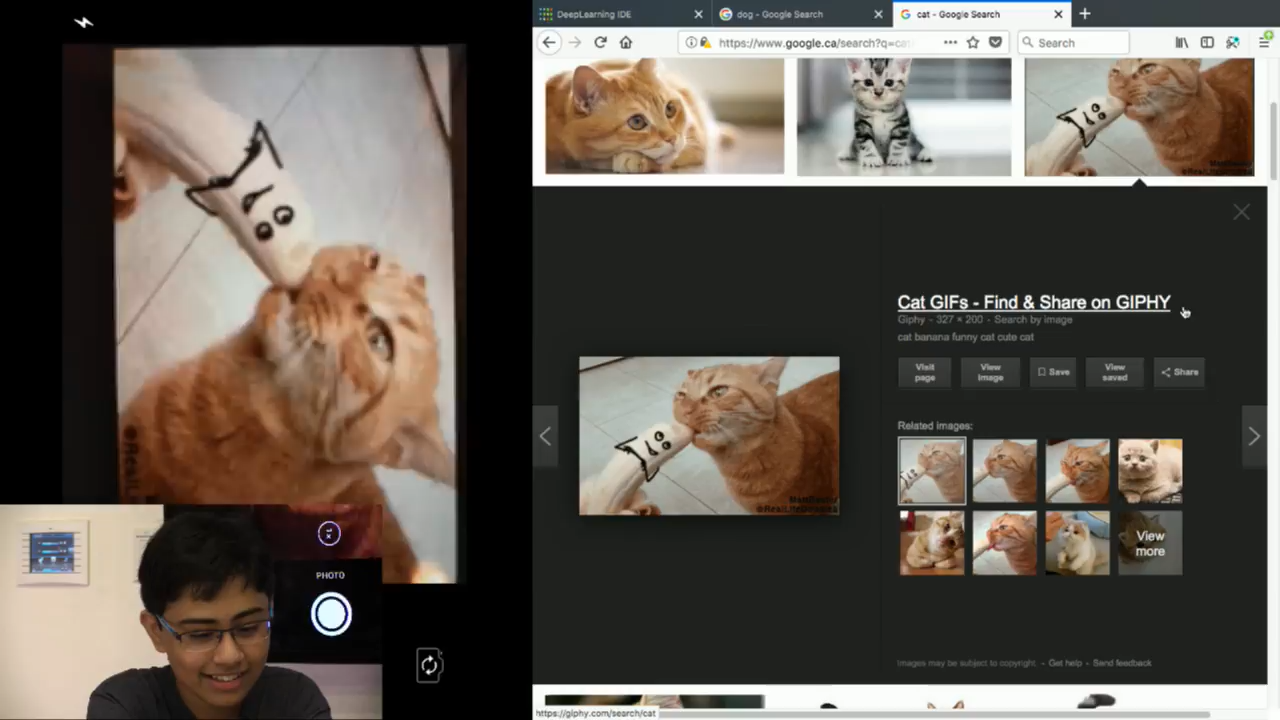 DeepLearning IDE
dog - Google Search
cat - Google Search
https://www.google.ca/search?q=cat
Search
Cat GIFs - Find & Share on GIPHY
Giphy - 327 × 200 - Search by image
cat banana funny cat cute cat
Visit page
View image
Save
View saved
Share
Related images:
View more
PHOTO
Images may be subject to copyright. - Get help - Send feedback
https://giphy.com/search/cat